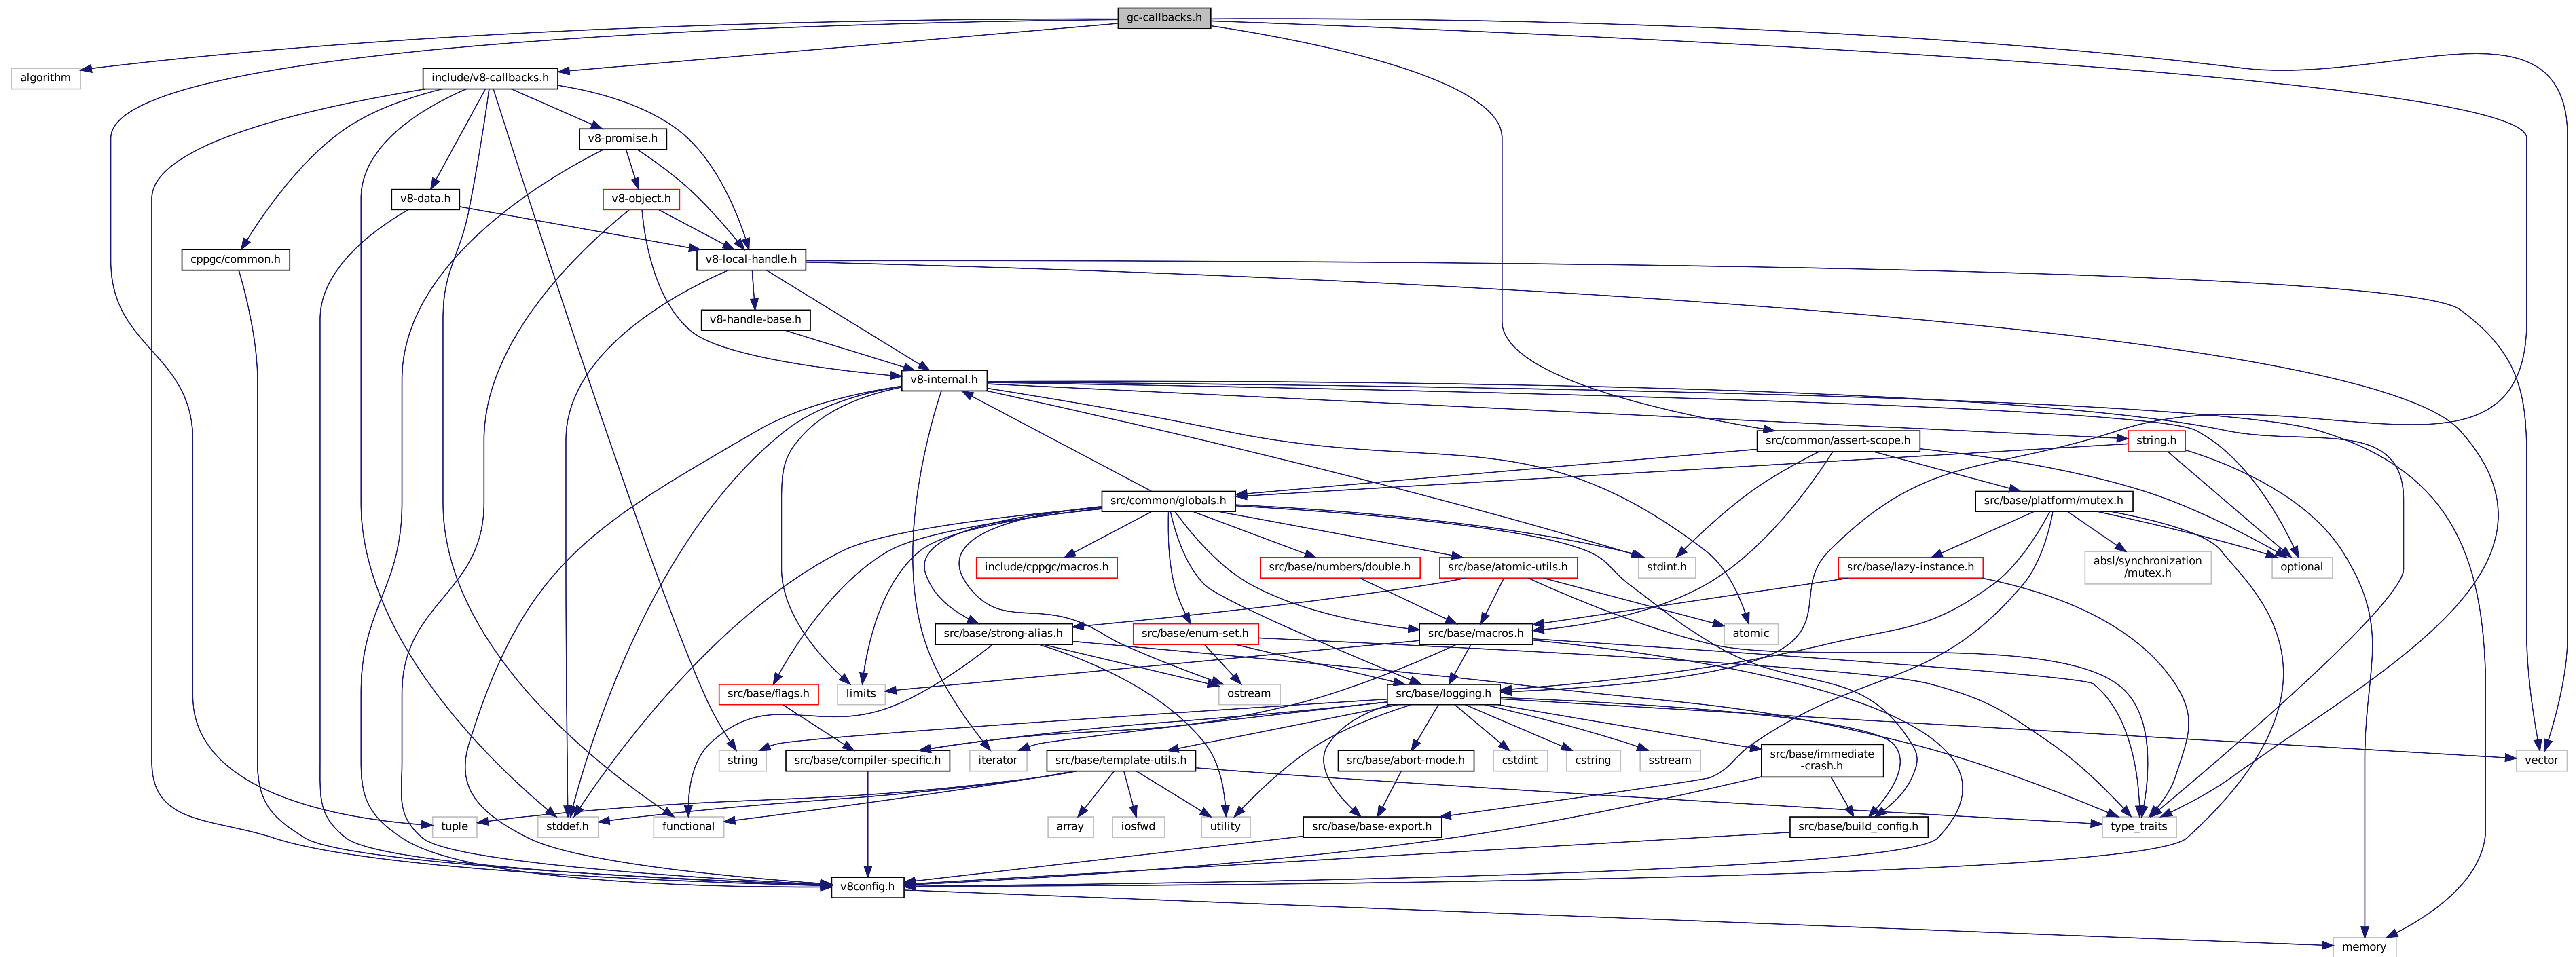 gc-callbacks.h
algorithm
include/v8-callbacks.h
v8-promise.h
v8-data.h
v8-object.h
cppgc/common.h
v8-local-handle.h
v8-handle-base.h
v8-internal.h
src/common/assert-scope.h
string.h
src/common/globals.h
src/base/platform/mutex.h
include/cppgc/macros.h
src/base/numbers/double.h
src/base/atomic-utils.h
stdint.h
src/base/lazy-instance.h
absl/synchronization
/mutex.h
optional
src/base/strong-alias.h
src/base/enum-set.h
src/base/macros.h
atomic
src/base/flags.h
limits
ostream
src/base/logging.h
string
src/base/compiler-specific.h
iterator
src/base/template-utils.h
src/base/abort-mode.h
cstdint
cstring
sstream
src/base/immediate
-crash.h
vector
tuple
stddef.h
functional
array
iosfwd
utility
src/base/base-export.h
src/base/build_config.h
type_traits
v8config.h
memory